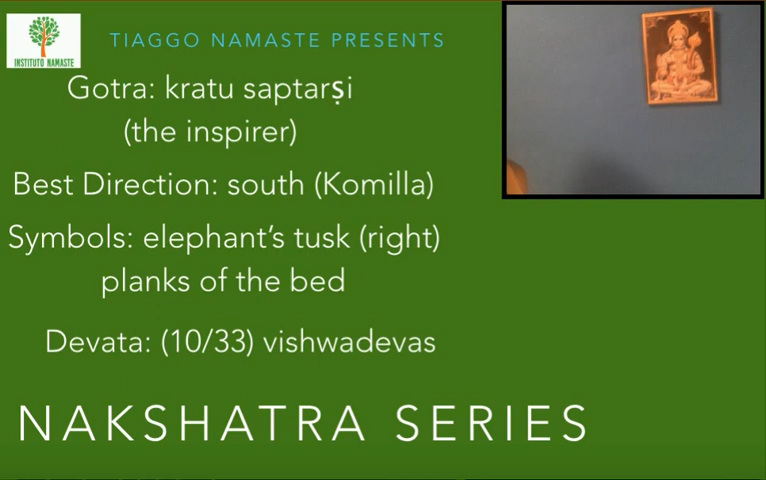 INSTITUTO NAMASTE
TIAGGO NAMASTE PRESENTS
Gotra: kratu saptarṣi
(the inspirer)
Best Direction: south (Komilla)
Symbols: elephant's tusk (right)
planks of the bed
Devata: (10/33) vishwadevas
NAKSHATRA SERIES